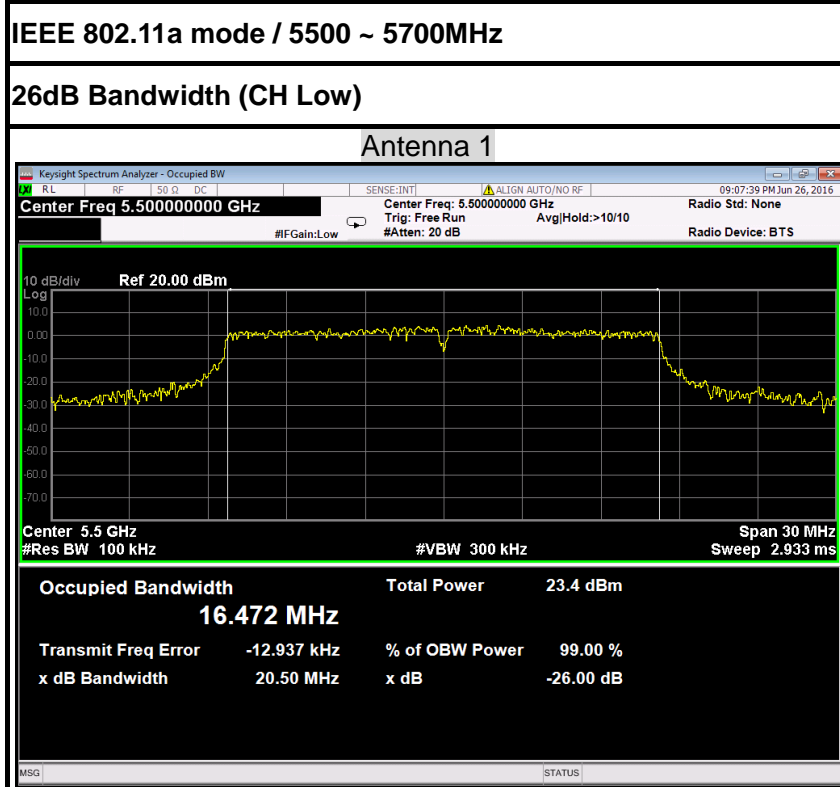 IEEE 802.11a mode / 5500 ~ 5700MHz
26dB Bandwidth (CH Low)
Antenna 1
Keysight Spectrum Analyzer - Occupied BW
LXI RL RF 50 Ω DC SENSE:INT ALIGN AUTO/NO RF 09:07:39 PM Jun 26, 2016
Center Freq 5.500000000 GHz
Center Freq: 5.500000000 GHz
Radio Std: None
Trig: Free Run Avg|Hold:>10/10
#IFGain:Low #Atten: 20 dB Radio Device: BTS
10 dB/div Ref 20.00 dBm
Log
10.0
0.00
-10.0
-20.0
-30.0
-40.0
-50.0
-60.0
-70.0
Center 5.5 GHz Span 30 MHz
#Res BW 100 kHz #VBW 300 kHz Sweep 2.933 ms
Occupied Bandwidth Total Power 23.4 dBm
16.472 MHz
Transmit Freq Error -12.937 kHz % of OBW Power 99.00 %
x dB Bandwidth 20.50 MHz x dB -26.00 dB
MSG STATUS